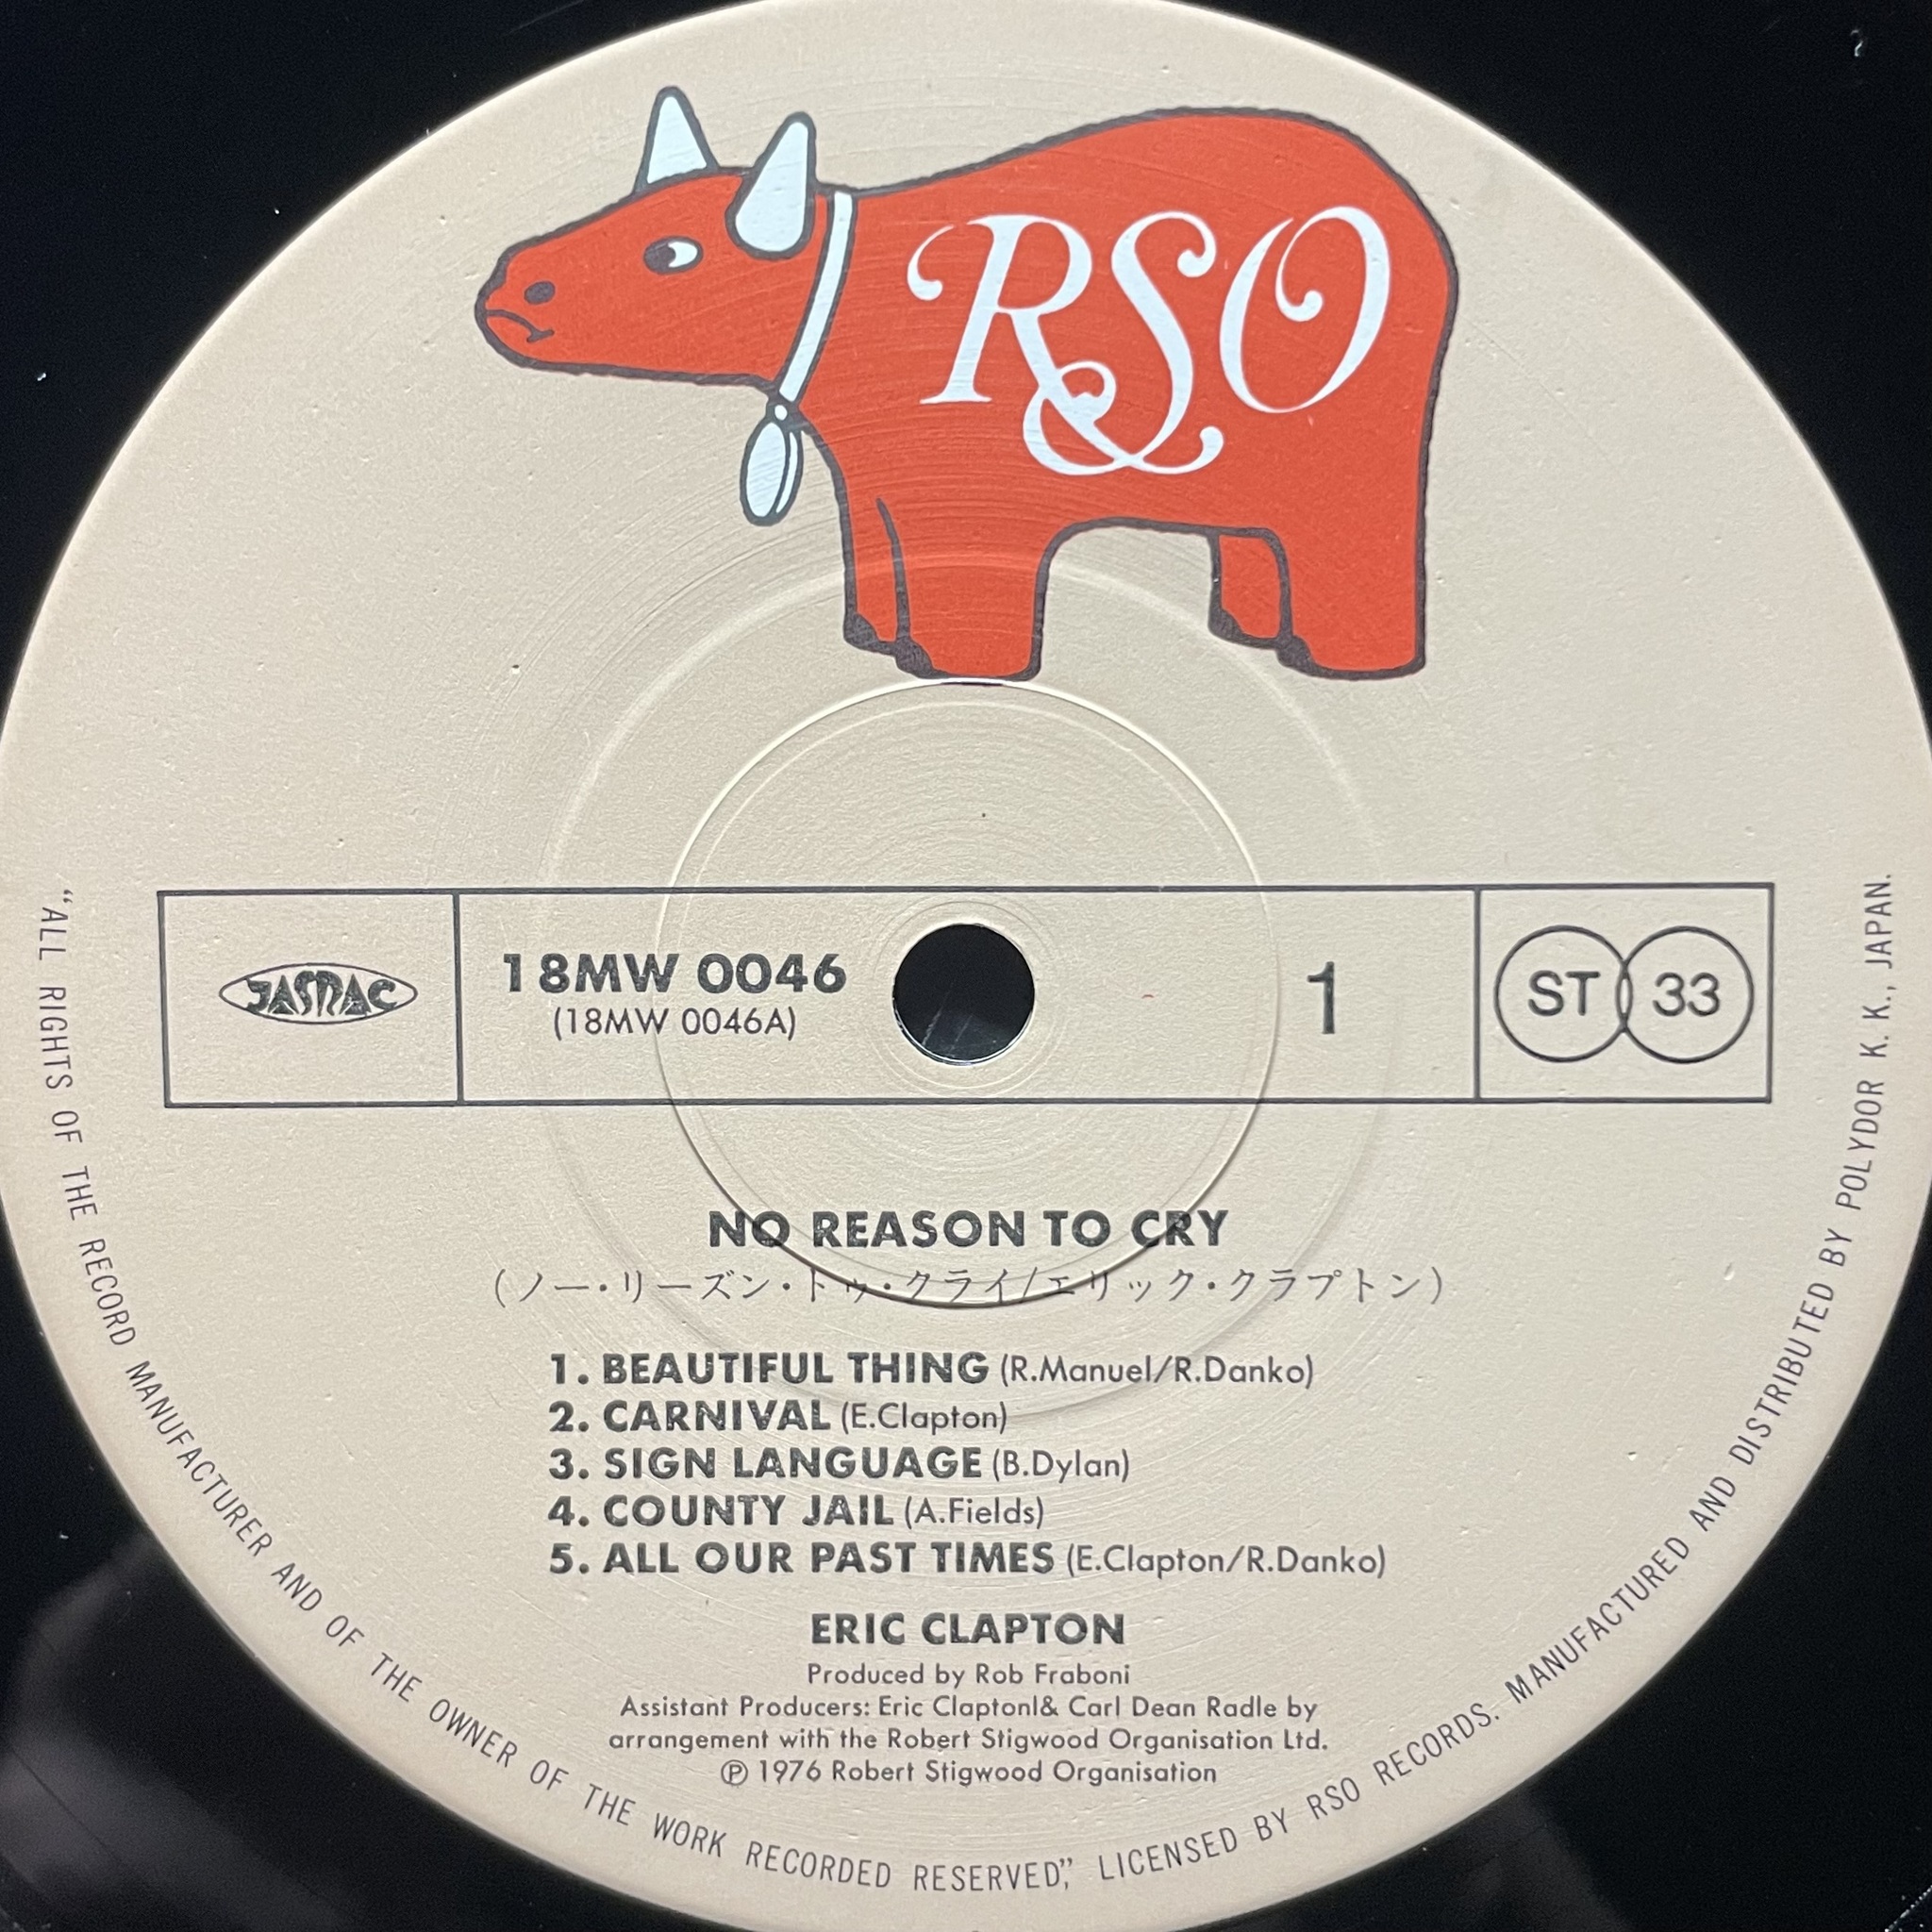 RSO
JASRAC
18MW 0046
(18MW 0046A)
1
ST 33
NO REASON TO CRY
(ノー・リーズン・トゥ・クライ/エリック・クラプトン)
1. BEAUTIFUL THING (R.Manuel/R.Danko)
2. CARNIVAL (E.Clapton)
3. SIGN LANGUAGE (B.Dylan)
4. COUNTY JAIL (A.Fields)
5. ALL OUR PAST TIMES (E.Clapton/R.Danko)
ERIC CLAPTON
Produced by Rob Fraboni
Assistant Producers: Eric Claptonl& Carl Dean Radle by
arrangement with the Robert Stigwood Organisation Ltd.
℗ 1976 Robert Stigwood Organisation
“ALL RIGHTS OF THE RECORD MANUFACTURER AND OF THE OWNER OF THE WORK RECORDED RESERVED,” LICENSED BY RSO RECORDS. MANUFACTURED AND DISTRIBUTED BY POLYDOR K. K., JAPAN.